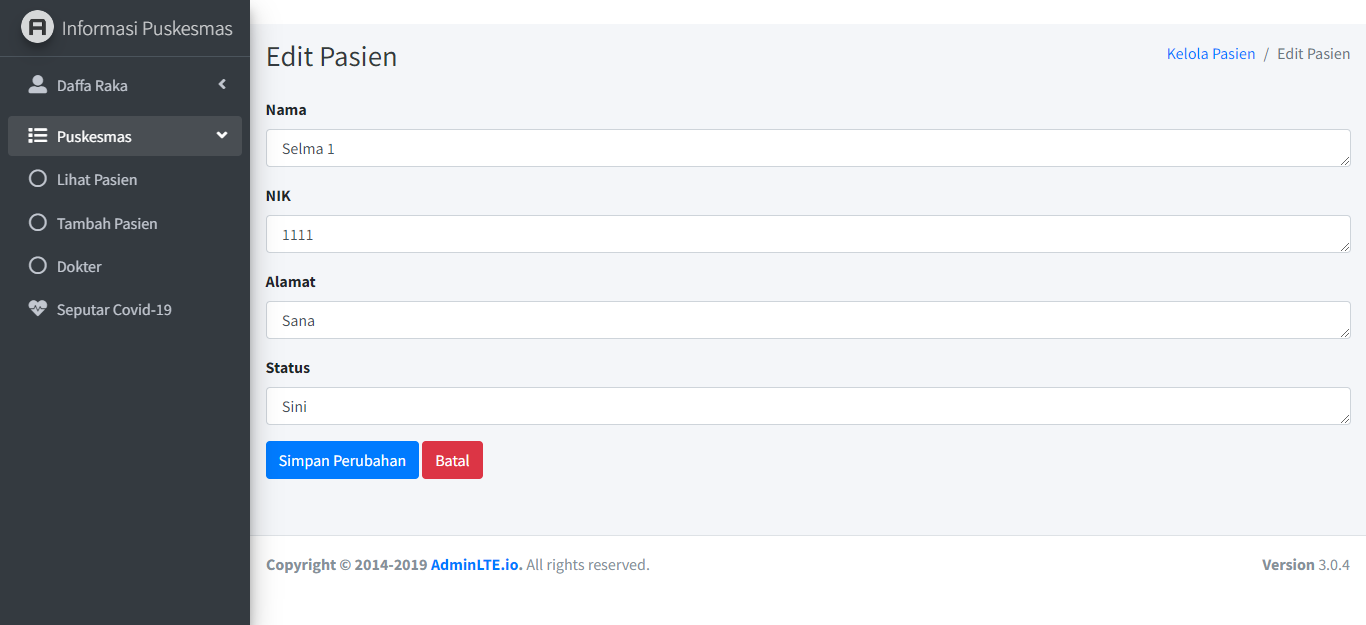 Informasi Puskesmas
Daffa Raka
Puskesmas
Lihat Pasien
Tambah Pasien
Dokter
Seputar Covid-19
Edit Pasien
Kelola Pasien / Edit Pasien
Nama
Selma 1
NIK
1111
Alamat
Sana
Status
Sini
Simpan Perubahan Batal
Copyright © 2014-2019 AdminLTE.io. All rights reserved.
Version 3.0.4